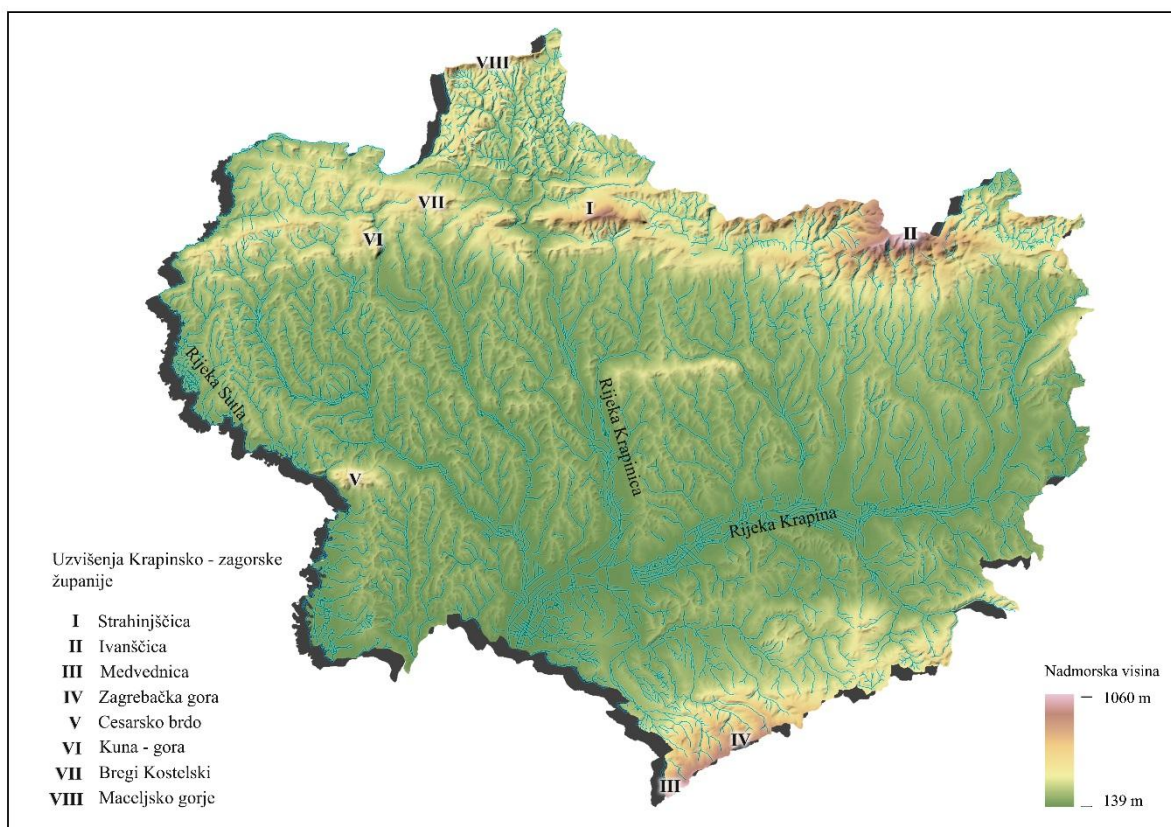 VIII
VII
I
VI
II
Rijeka Sutla
Rijeka Krapinica
V
Rijeka Krapina
IV
III
Uzvišenja Krapinsko - zagorske
županije
I Strahinjščica
II Ivanščica
III Medvednica
IV Zagrebačka gora
V Cesarsko brdo
VI Kuna - gora
VII Bregi Kostelski
VIII Maceljsko gorje
Nadmorska visina
1060 m
139 m